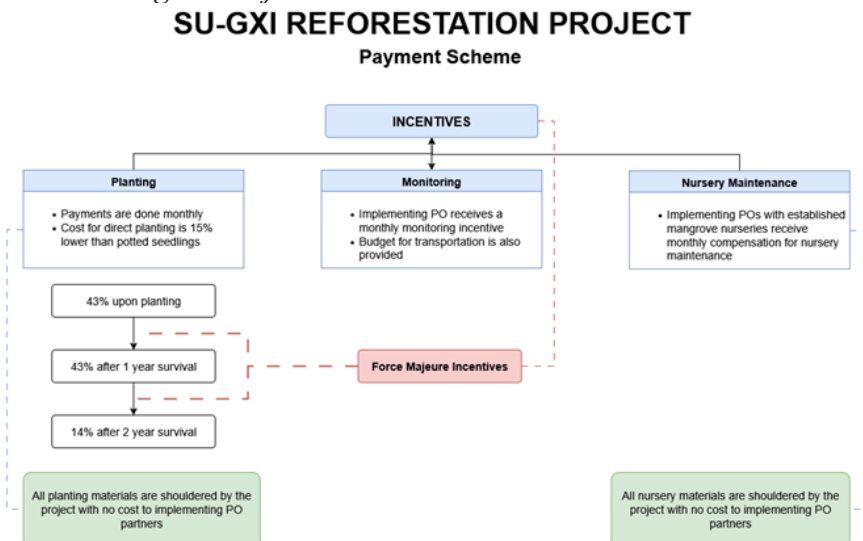 SU-GXI REFORESTATION PROJECT
Payment Scheme
INCENTIVES
Planting
• Payments are done monthly
• Cost for direct planting is 15%
lower than potted seedlings
Monitoring
• Implementing PO receives a
monthly monitoring incentive
• Budget for transportation is also
provided
Nursery Maintenance
• Implementing POs with established
mangrove nurseries receive
monthly compensation for nursery
maintenance
43% upon planting
43% after 1 year survival
14% after 2 year survival
Force Majeure Incentives
All planting materials are shouldered by the
project with no cost to implementing PO
partners
All nursery materials are shouldered by the
project with no cost to implementing PO
partners